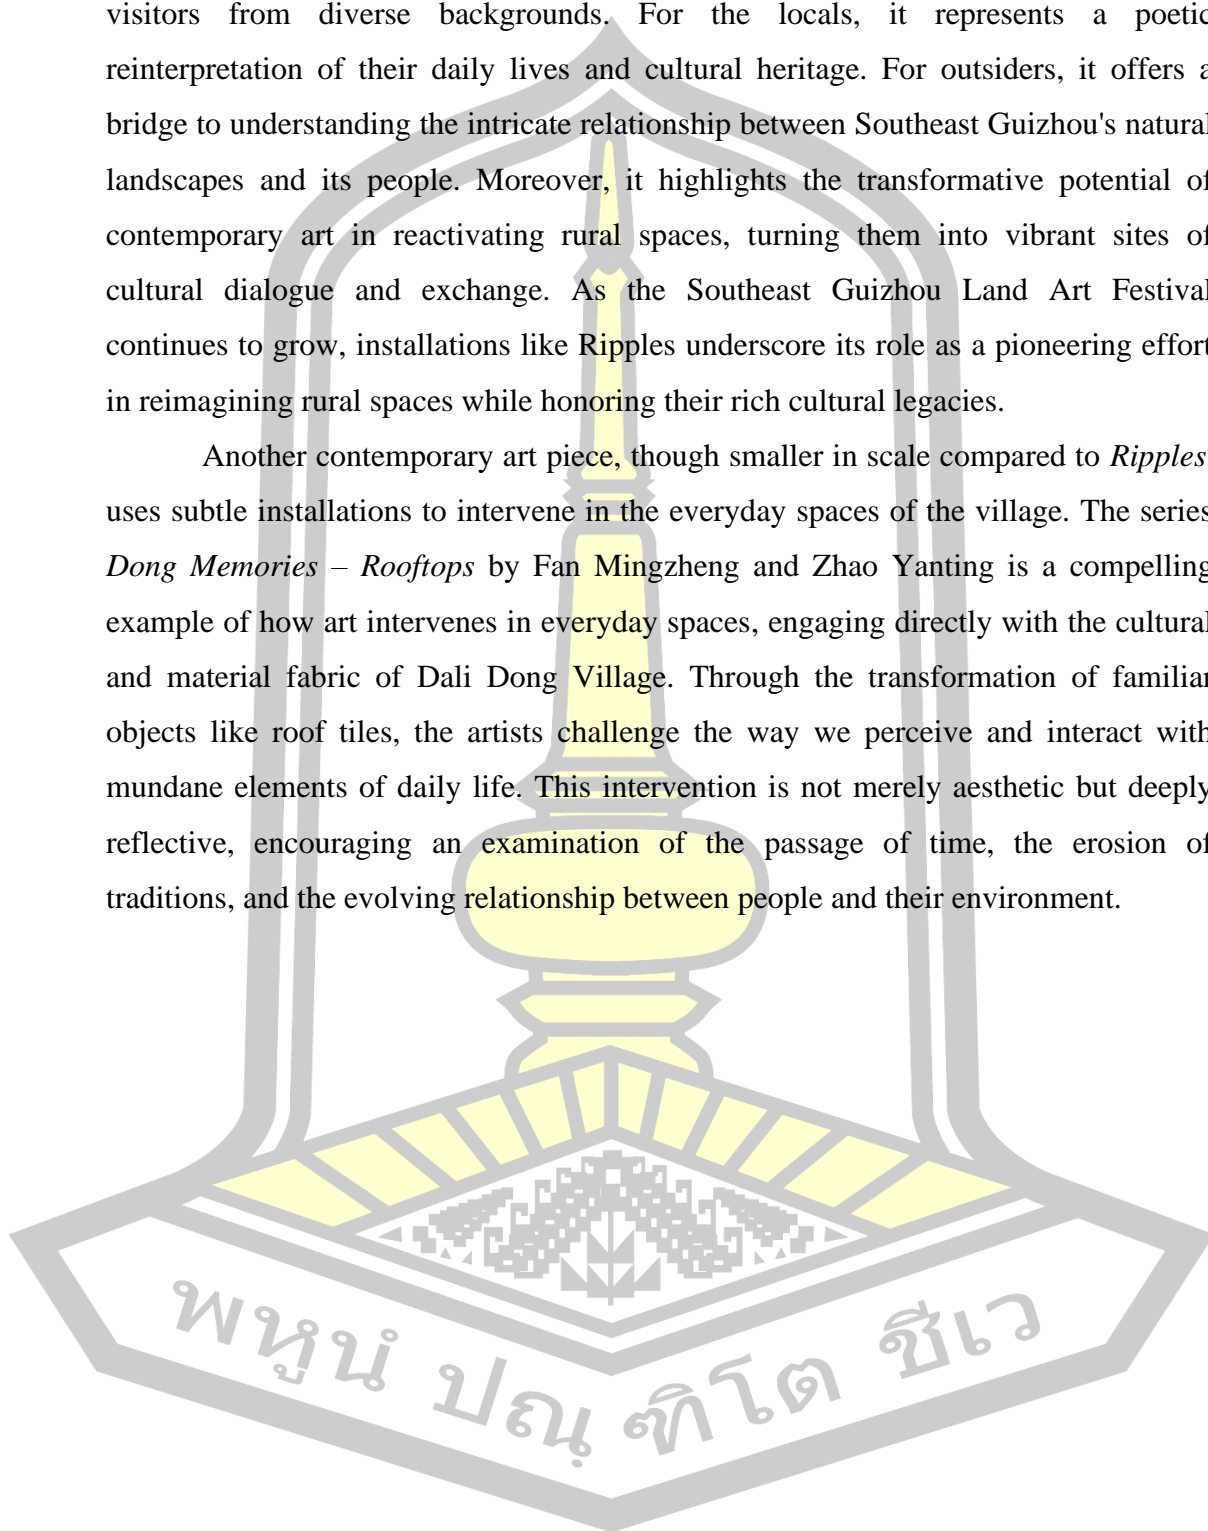 visitors from diverse backgrounds. For the locals, it represents a poetic
reinterpretation of their daily lives and cultural heritage. For outsiders, it offers a
bridge to understanding the intricate relationship between Southeast Guizhou's natural
landscapes and its people. Moreover, it highlights the transformative potential of
contemporary art in reactivating rural spaces, turning them into vibrant sites of
cultural dialogue and exchange. As the Southeast Guizhou Land Art Festival
continues to grow, installations like Ripples underscore its role as a pioneering effort
in reimagining rural spaces while honoring their rich cultural legacies.
Another contemporary art piece, though smaller in scale compared to Ripples,
uses subtle installations to intervene in the everyday spaces of the village. The series
Dong Memories – Rooftops by Fan Mingzheng and Zhao Yanting is a compelling
example of how art intervenes in everyday spaces, engaging directly with the cultural
and material fabric of Dali Dong Village. Through the transformation of familiar
objects like roof tiles, the artists challenge the way we perceive and interact with
mundane elements of daily life. This intervention is not merely aesthetic but deeply
reflective, encouraging an examination of the passage of time, the erosion of
traditions, and the evolving relationship between people and their environment.
พหูนํ ปณฺฑิโต ชีเว